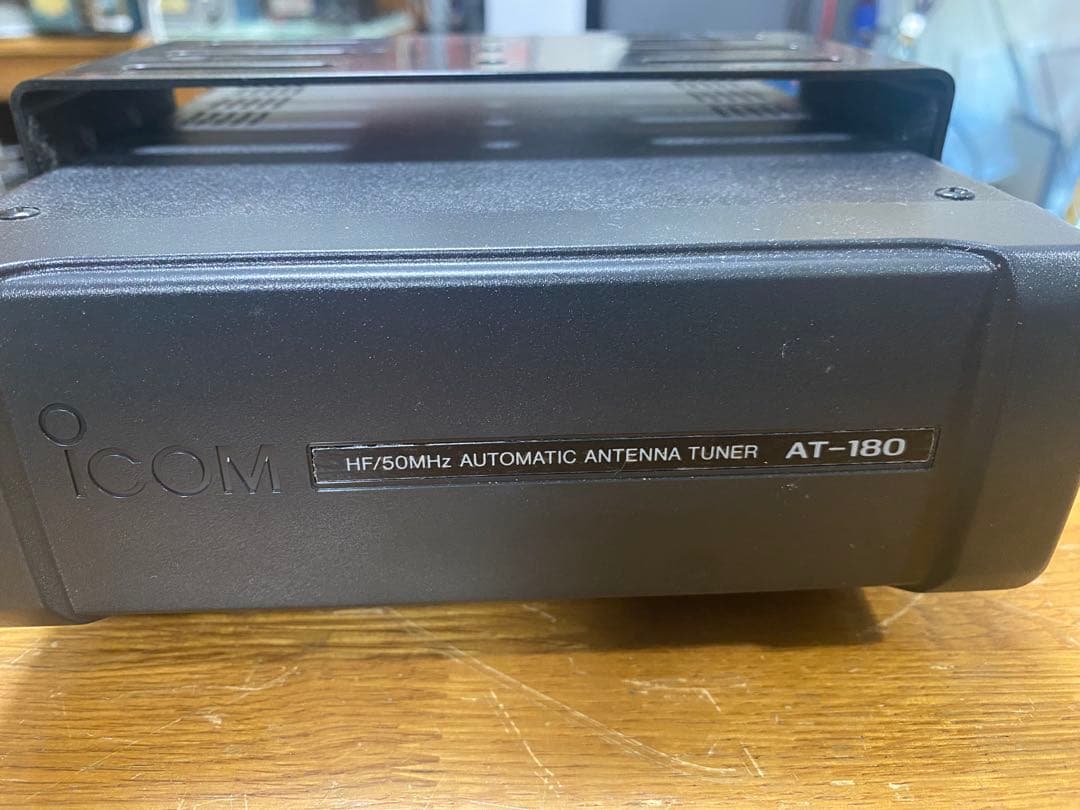 iCOM HF/50MHz AUTOMATIC ANTENNA TUNER AT-180